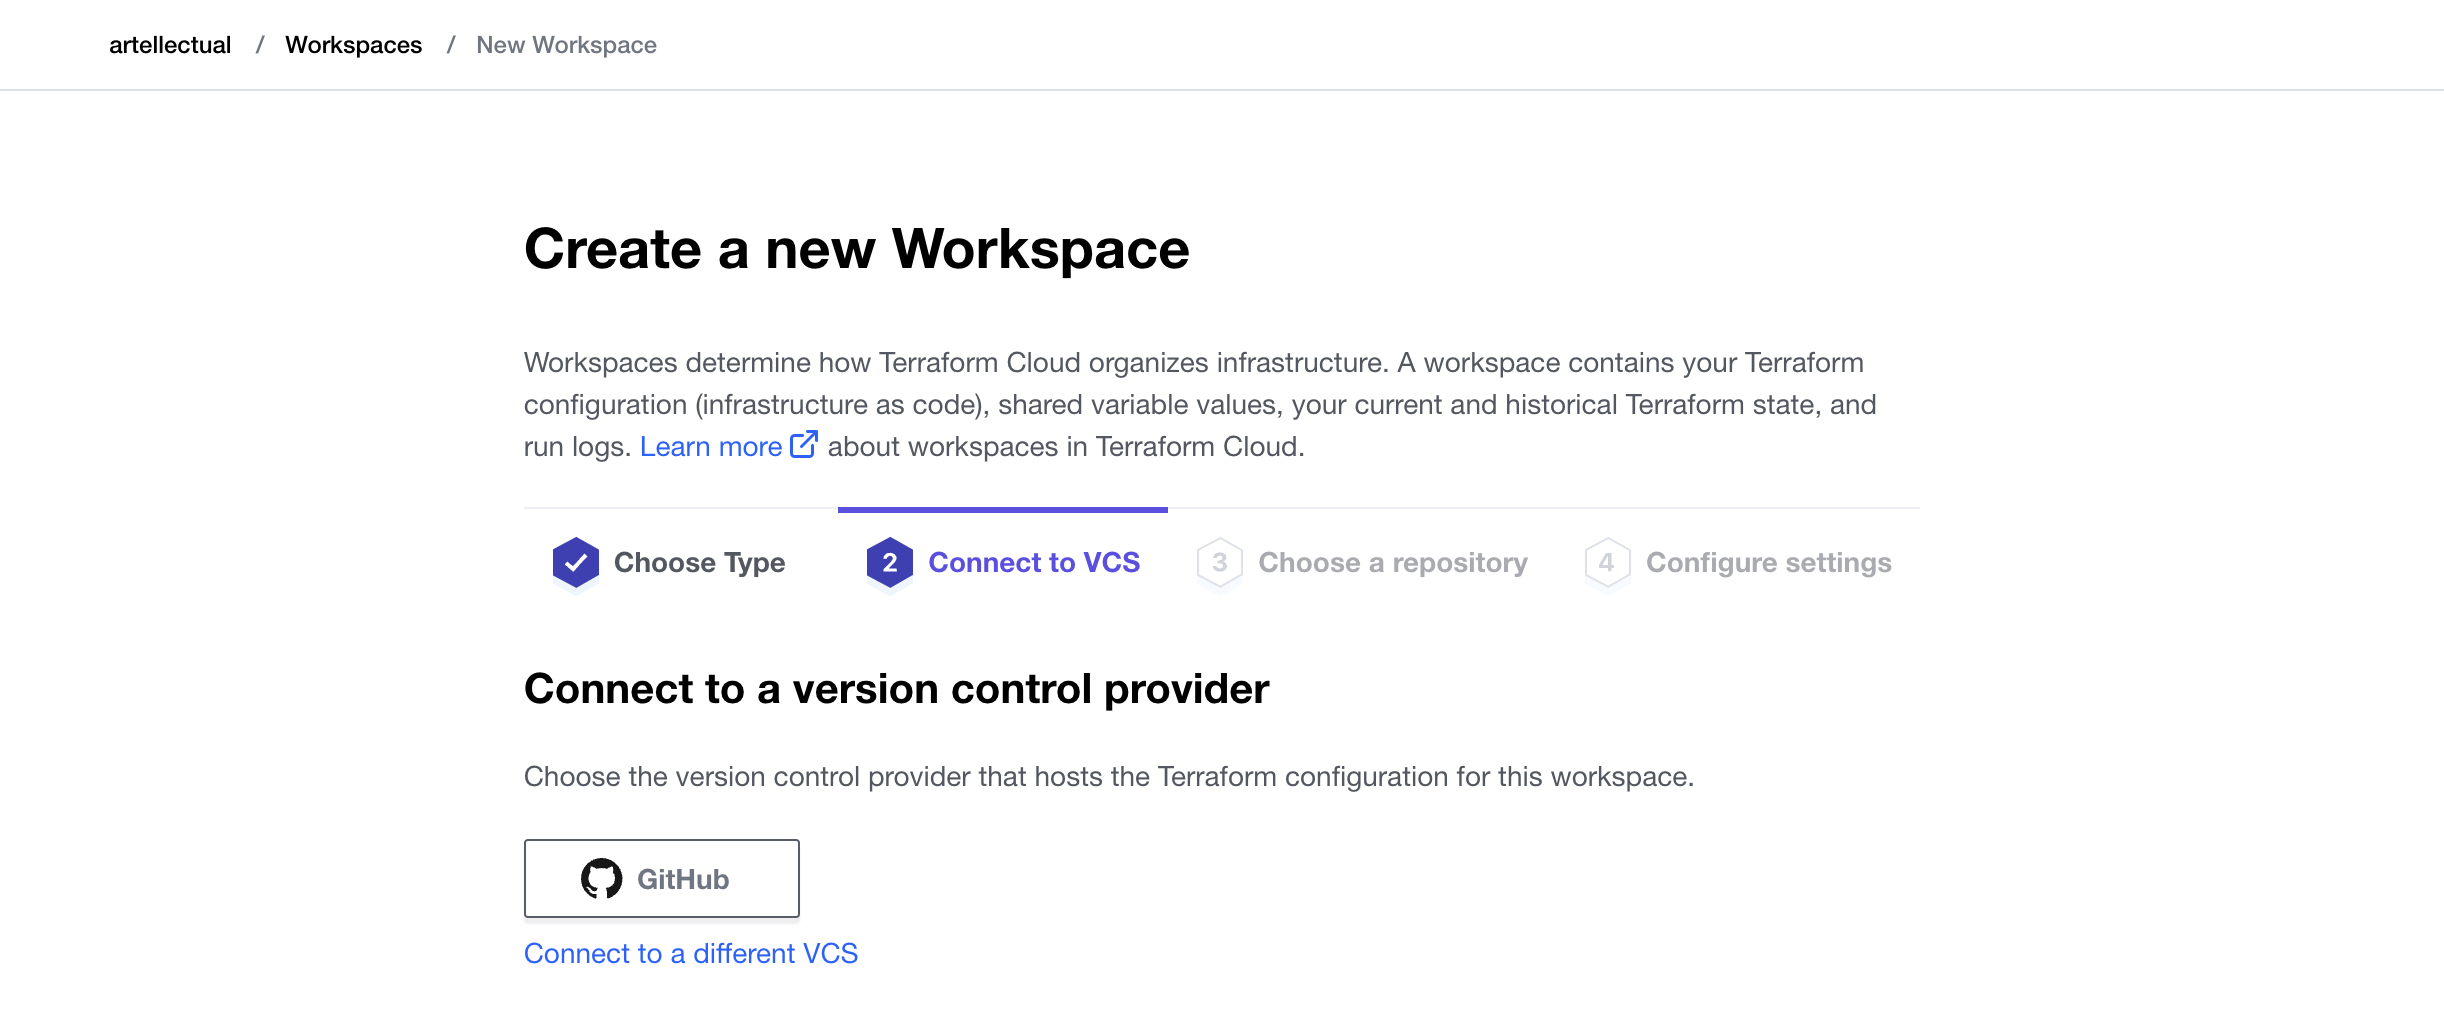 artellectual / Workspaces / New Workspace
Create a new Workspace
Workspaces determine how Terraform Cloud organizes infrastructure. A workspace contains your Terraform
configuration (infrastructure as code), shared variable values, your current and historical Terraform state, and
run logs. Learn more about workspaces in Terraform Cloud.
Choose Type 2 Connect to VCS 3 Choose a repository 4 Configure settings
Connect to a version control provider
Choose the version control provider that hosts the Terraform configuration for this workspace.
GitHub
Connect to a different VCS